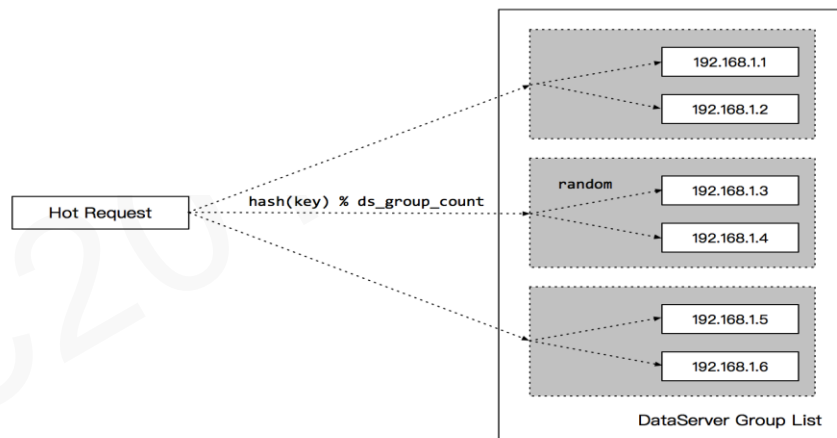 192.168.1.1
192.168.1.2
Hot Request
hash(key) % ds_group_count
random
192.168.1.3
192.168.1.4
192.168.1.5
192.168.1.6
DataServer Group List